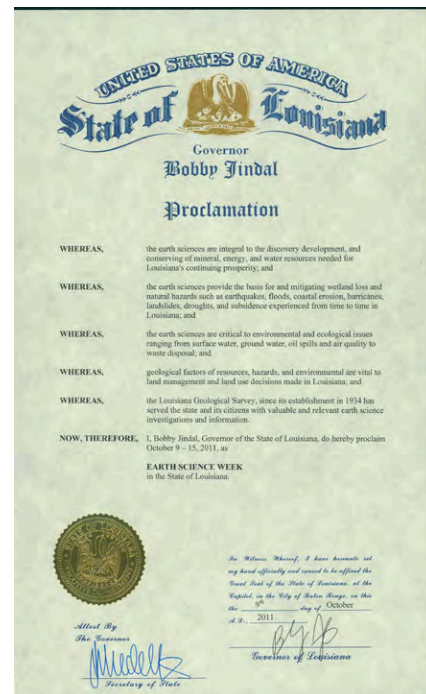 UNITED STATES OF AMERICA
State of Louisiana
Governor
Bobby Jindal
Proclamation
WHEREAS, the earth sciences are integral to the discovery development, and
conserving of mineral, energy, and water resources needed for
Louisiana's continuing prosperity; and
WHEREAS, the earth sciences provide the basis for and mitigating wetland loss and
natural hazards such as earthquakes, floods, coastal erosion, hurricanes,
landslides, droughts, and subsidence experienced from time to time in
Louisiana; and
WHEREAS, the earth sciences are critical to environmental and ecological issues
ranging from surface water, ground water, oil spills and air quality to
waste disposal; and
WHEREAS, geological factors of resources, hazards, and environmental are vital to
land management and land use decisions made in Louisiana; and
WHEREAS, the Louisiana Geological Survey, since its establishment in 1934 has
served the state and its citizens with valuable and relevant earth science
investigations and information.
NOW, THEREFORE, I, Bobby Jindal, Governor of the State of Louisiana, do hereby proclaim
October 9 – 15, 2011, as
EARTH SCIENCE WEEK
in the State of Louisiana.
In Witness Whereof, I have hereunto set
my hand officially and caused to be affixed the
Great Seal of the State of Louisiana, at the
Capitol, in the City of Baton Rouge, on this
the 9th day of October
A.D., 2011
Governor of Louisiana
Attest By
The Governor
Secretary of State